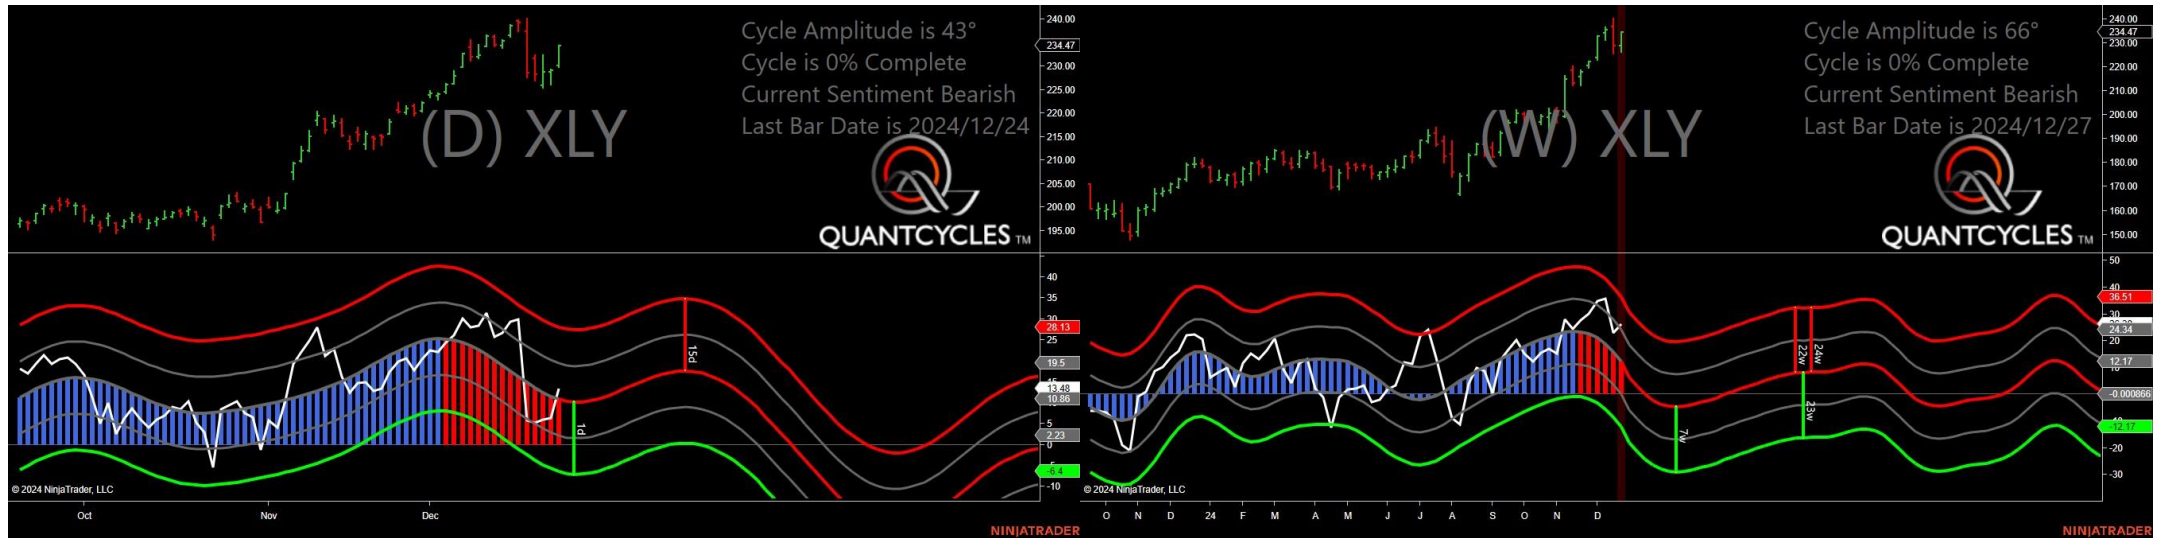 Cycle Amplitude is 43°
Cycle is 0% Complete
Current Sentiment Bearish
Last Bar Date is 2024/12/24
(D) XLY
QUANTCYCLES TM
240.00
234.47
230.00
225.00
220.00
215.00
210.00
205.00
200.00
195.00
40
35
30
28.13
25
19.5
13.48
10.86
5
2.23
0
-6.4
-10
15d
1d
© 2024 NinjaTrader, LLC
Oct Nov Dec
NINJATRADER
Cycle Amplitude is 66°
Cycle is 0% Complete
Current Sentiment Bearish
Last Bar Date is 2024/12/27
(W) XLY
QUANTCYCLES TM
240.00
234.47
230.00
220.00
210.00
200.00
190.00
180.00
170.00
160.00
150.00
50
40
36.51
24.34
20
12.17
-0.000866
-12.17
-20
-30
22w
24w
23w
7w
© 2024 NinjaTrader, LLC
O N D 24 F M A M J J A S O N D
NINJATRADER